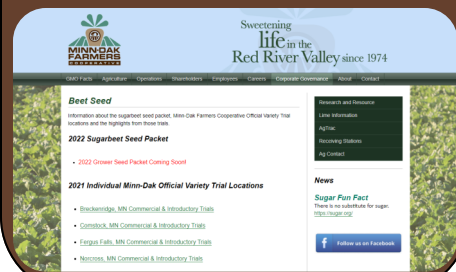 MINN-DAK
FARMERS
COOPERATIVE
Sweetening
life in the
Red River Valley since 1974
GMO Facts Agriculture Operations Shareholders Employees Careers Corporate Governance About Contact
Beet Seed
Information about the sugarbeet seed packet, Minn-Dak Farmers Cooperative Official Variety Trial
locations and the highlights from those trials.
2022 Sugarbeet Seed Packet
2022 Grower Seed Packet Coming Soon!
2021 Individual Minn-Dak Official Variety Trial Locations
Breckenridge, MN Commercial & Introductory Trials
Comstock, MN Commercial & Introductory Trials
Fergus Falls, MN Commercial & Introductory Trials
Norcross, MN Commercial & Introductory Trials
Research and Resource
Lime Information
AgTrac
Receiving Stations
Ag Contact
News
Sugar Fun Fact
There is no substitute for sugar.
https://sugar.org/
f Follow us on Facebook